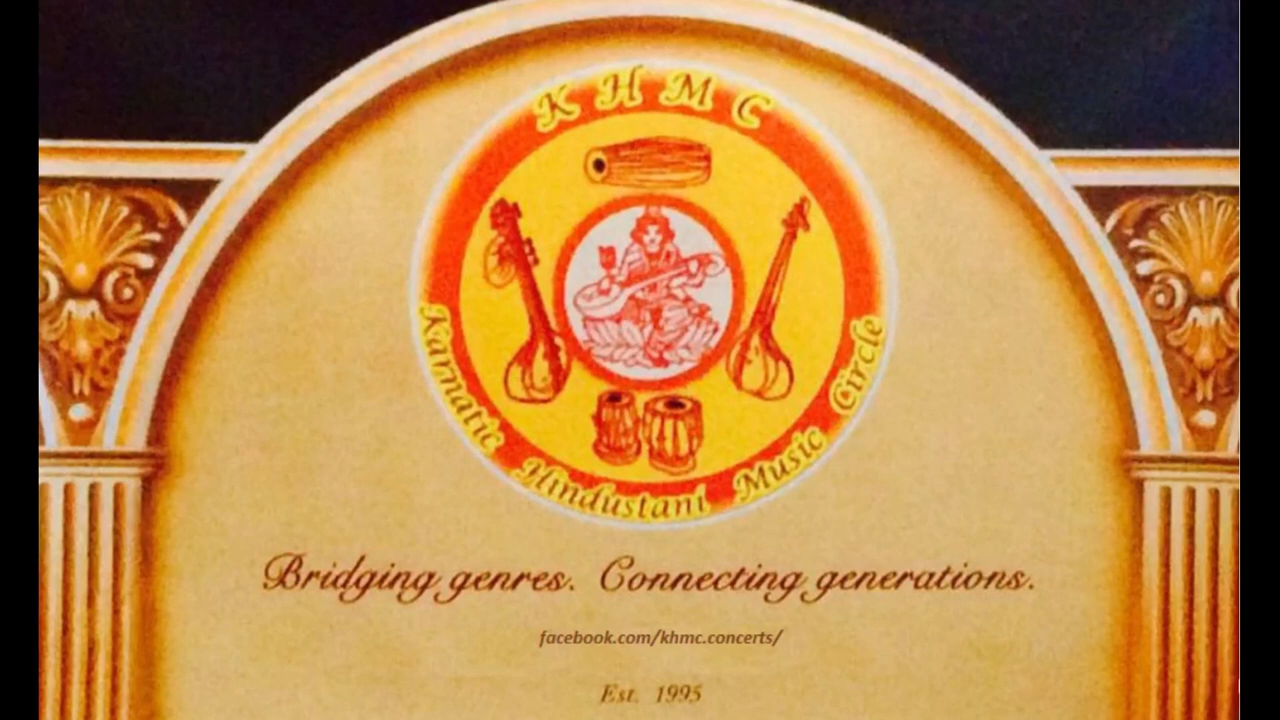 K H M C
Karnatic Hindustani Music Circle
Bridging genres. Connecting generations.
facebook.com/khmc.concerts/
Est. 1995